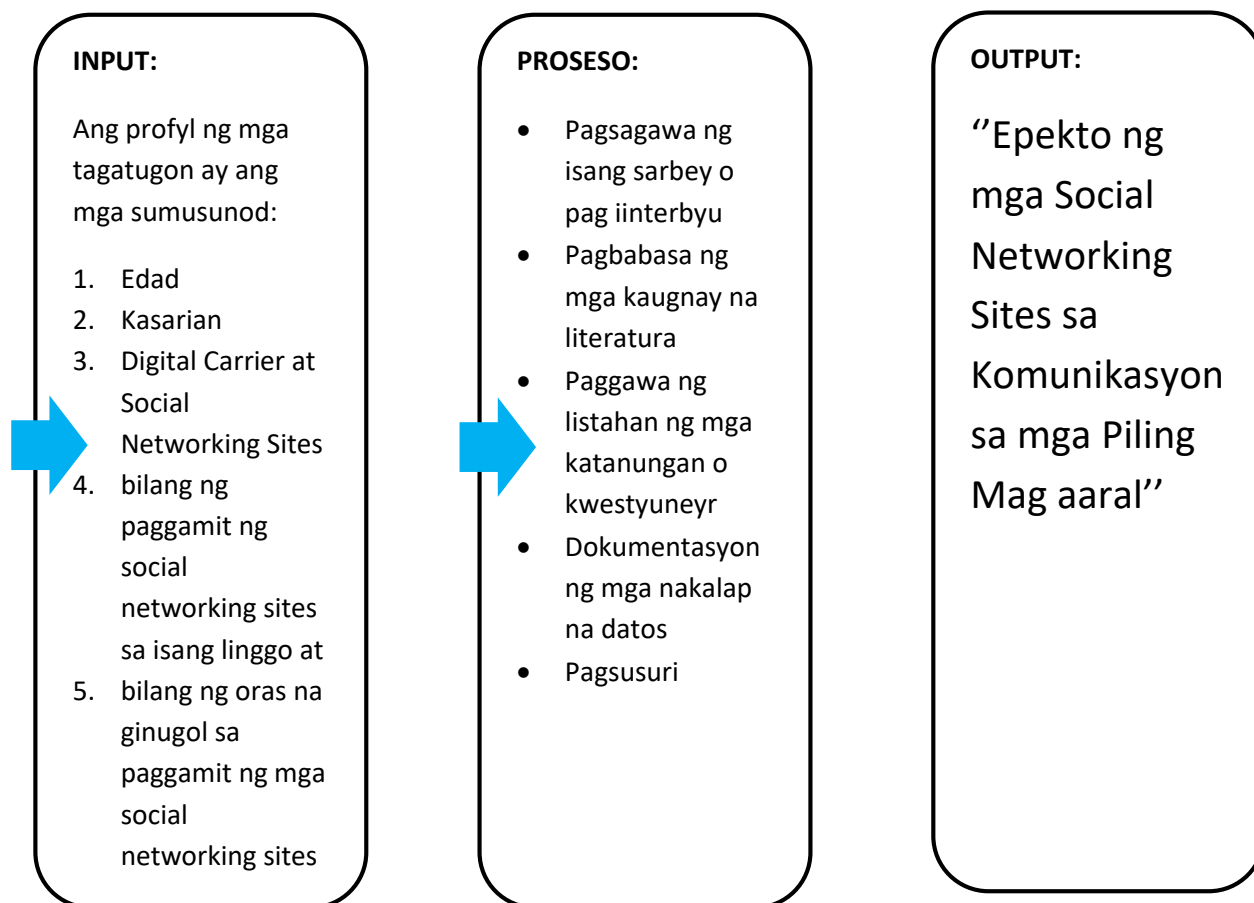 INPUT:
Ang profyl ng mga
tagatugon ay ang
mga sumusunod:
1. Edad
2. Kasarian
3. Digital Carrier at
Social
Networking Sites
4. bilang ng
paggamit ng
social
networking sites
sa isang linggo at
5. bilang ng oras na
ginugol sa
paggamit ng mga
social
networking sites
PROSESO:
• Pagsagawa ng
isang sarbey o
pag iinterbyu
• Pagbabasa ng
mga kaugnay na
literatura
• Paggawa ng
listahan ng mga
katanungan o
kwestyuneyr
• Dokumentasyon
ng mga nakalap
na datos
• Pagsusuri
OUTPUT:
‘’Epekto ng
mga Social
Networking
Sites sa
Komunikasyon
sa mga Piling
Mag aaral’’